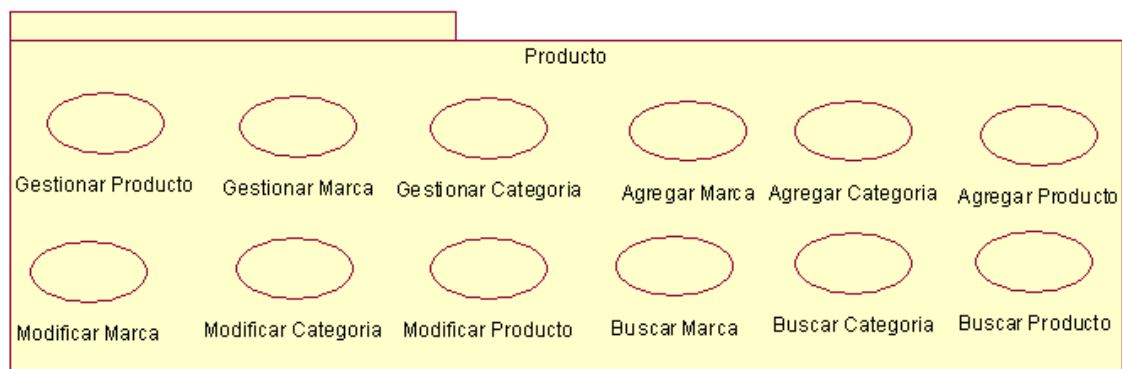 Producto
Gestionar Producto
Gestionar Marca
Gestionar Categoria
Agregar Marca
Agregar Categoria
Agregar Producto
Modificar Marca
Modificar Categoria
Modificar Producto
Buscar Marca
Buscar Categoria
Buscar Producto